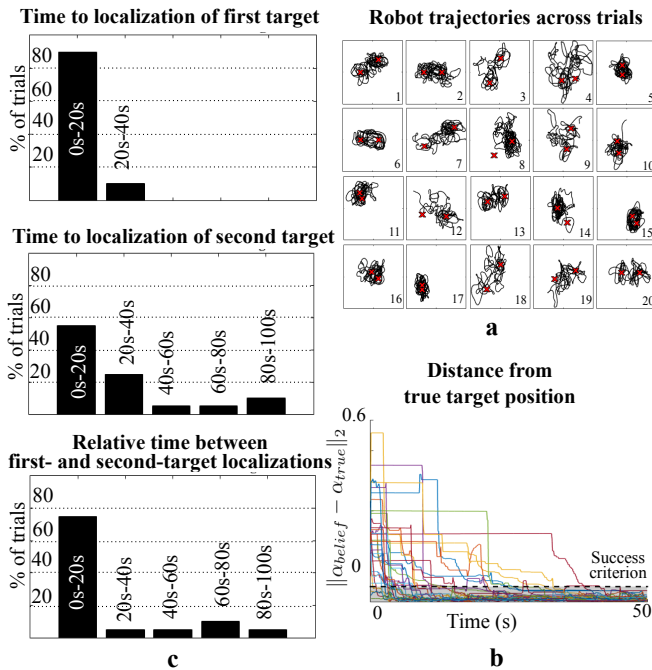 Time to localization of first target
% of trials
80
60
40
20
0s-20s
20s-40s
Time to localization of second target
% of trials
80
60
40
20
0s-20s
20s-40s
40s-60s
60s-80s
80s-100s
Relative time between
first- and second-target localizations
% of trials
80
60
40
20
0s-20s
20s-40s
40s-60s
60s-80s
80s-100s
c
Robot trajectories across trials
1 2 3 4 5
6 7 8 9 10
11 12 13 14 15
16 17 18 19 20
a
Distance from
true target position
0.6
‖α_belief − α_true‖₂
0
Success
criterion
0 50
Time (s)
b